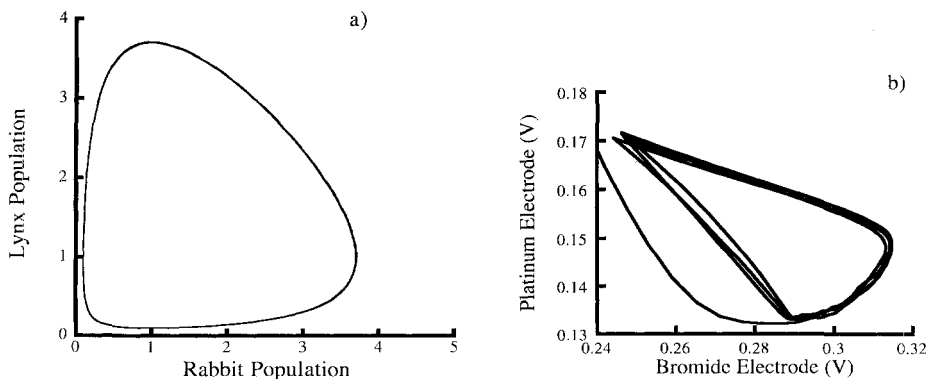 a)
4
3
2
1
0
Lynx Population
0 1 2 3 4 5
Rabbit Population
b)
0.18
0.17
0.16
0.15
0.14
0.13
Platinum Electrode (V)
0.24 0.26 0.28 0.3 0.32
Bromide Electrode (V)